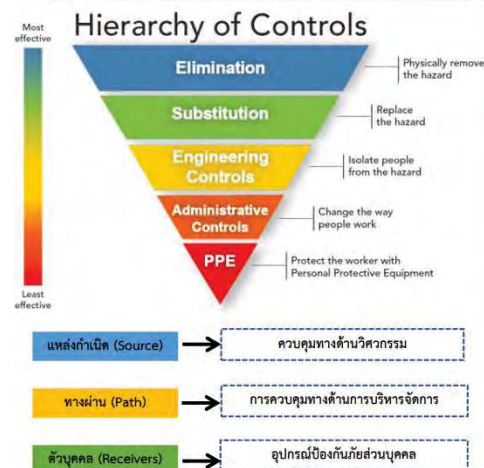 Hierarchy of Controls
Most
effective
Elimination
Physically remove
the hazard
Substitution
Replace
the hazard
Engineering
Controls
Isolate people
from the hazard
Administrative
Controls
Change the way
people work
PPE
Protect the worker with
Personal Protective Equipment
Least
effective
แหล่งกำเนิด (Source)
ควบคุมทางด้านวิศวกรรม
ทางผ่าน (Path)
การควบคุมทางด้านการบริหารจัดการ
ตัวบุคคล (Receivers)
อุปกรณ์ป้องกันภัยส่วนบุคคล